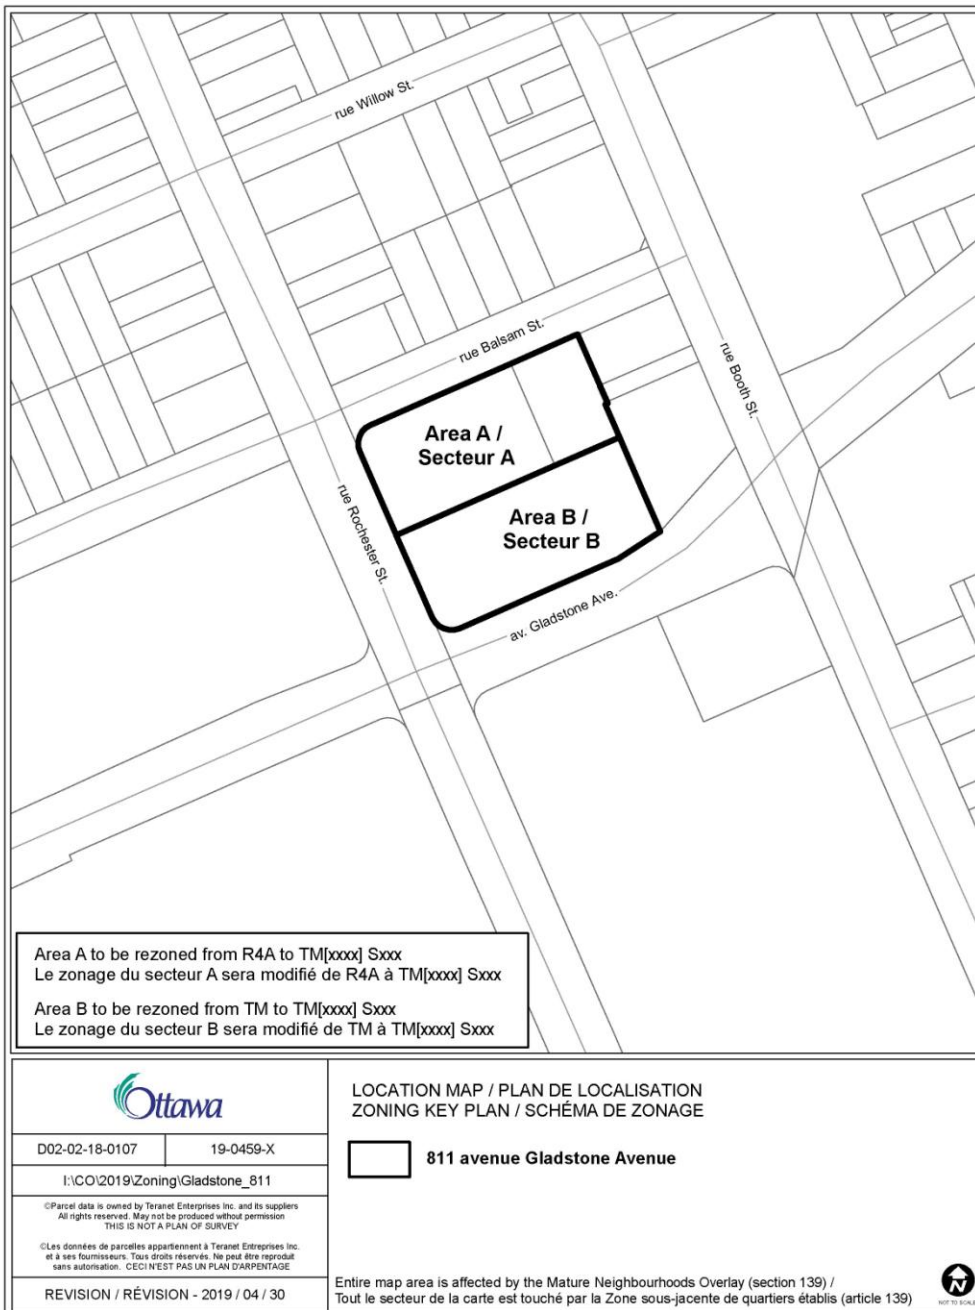 rue Willow St.
rue Balsam St.
rue Booth St.
Area A /
Secteur A
rue Rochester St.
Area B /
Secteur B
av. Gladstone Ave.
Area A to be rezoned from R4A to TM[xxxx] Sxxx
Le zonage du secteur A sera modifié de R4A à TM[xxxx] Sxxx
Area B to be rezoned from TM to TM[xxxx] Sxxx
Le zonage du secteur B sera modifié de TM à TM[xxxx] Sxxx
Ottawa
D02-02-18-0107
19-0459-X
I:\CO\2019\Zoning\Gladstone_811
©Parcel data is owned by Teranet Enterprises Inc. and its suppliers
All rights reserved. May not be produced without permission
THIS IS NOT A PLAN OF SURVEY
©Les données de parcelles appartiennent à Teranet Entreprises Inc.
et à ses fournisseurs. Tous droits réservés. Ne peut être reproduit
sans autorisation. CECI N'EST PAS UN PLAN D'ARPENTAGE
REVISION / RÉVISION - 2019 / 04 / 30
LOCATION MAP / PLAN DE LOCALISATION
ZONING KEY PLAN / SCHÉMA DE ZONAGE
811 avenue Gladstone Avenue
Entire map area is affected by the Mature Neighbourhoods Overlay (section 139) /
Tout le secteur de la carte est touché par la Zone sous-jacente de quartiers établis (article 139)
N
NOT TO SCALE